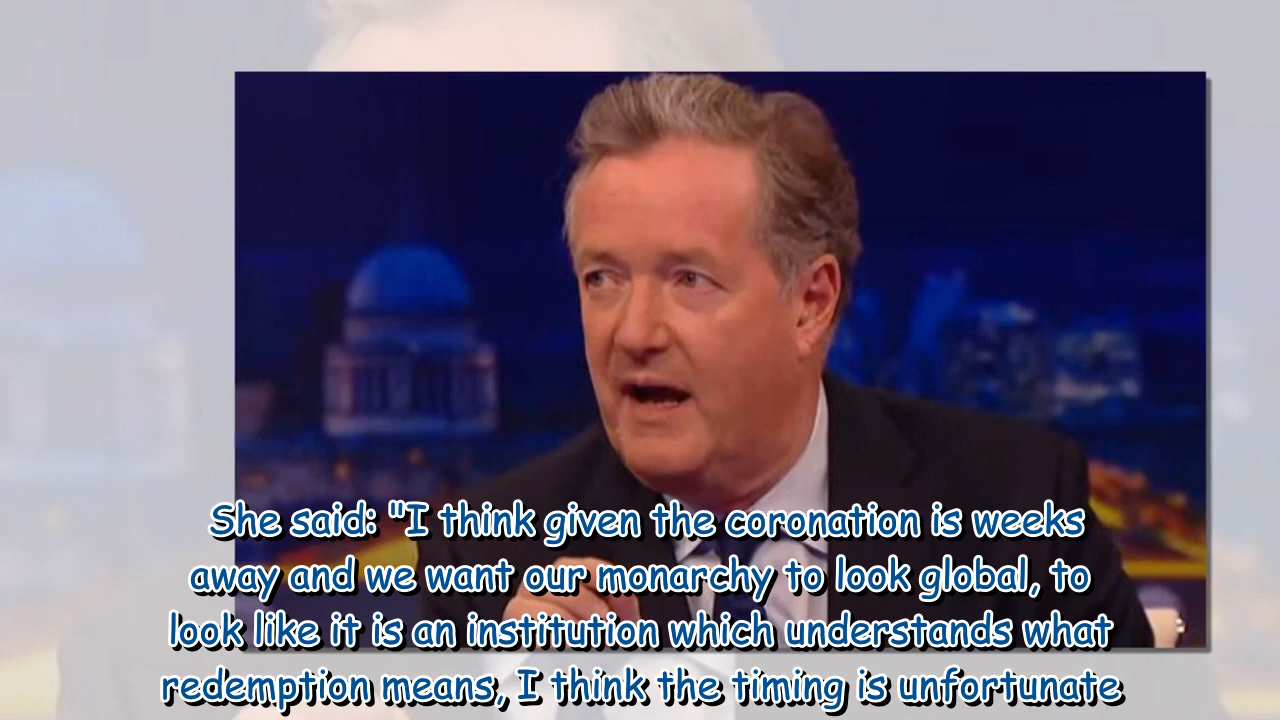 She said: "I think given the coronation is weeks
away and we want our monarchy to look global, to
look like it is an institution which understands what
redemption means, I think the timing is unfortunate